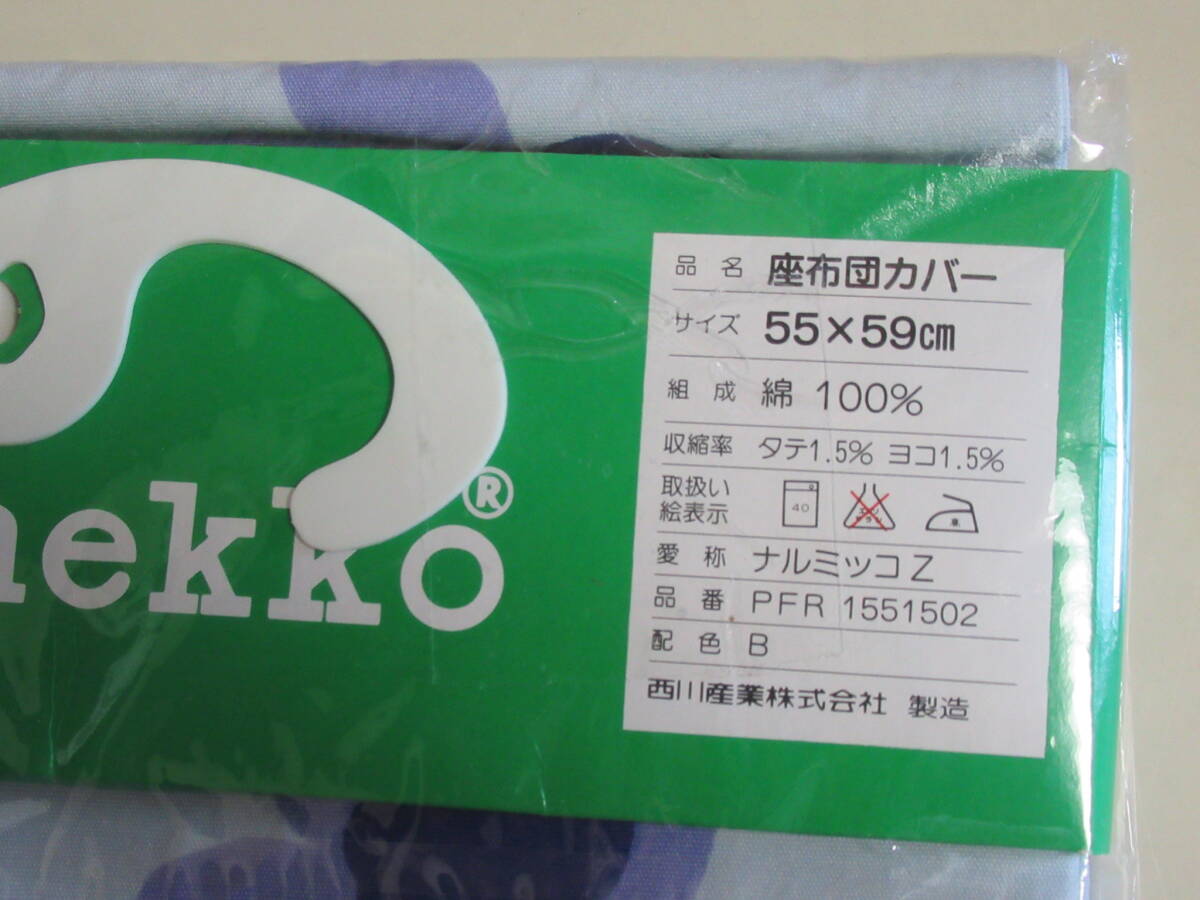 nekko®
品名 座布団カバー
サイズ 55×59cm
組成 綿 100%
収縮率 タテ1.5% ヨコ1.5%
取扱い
絵表示
40
愛称 ナルミッコZ
品番 PFR 1551502
配色 B
西川産業株式会社 製造